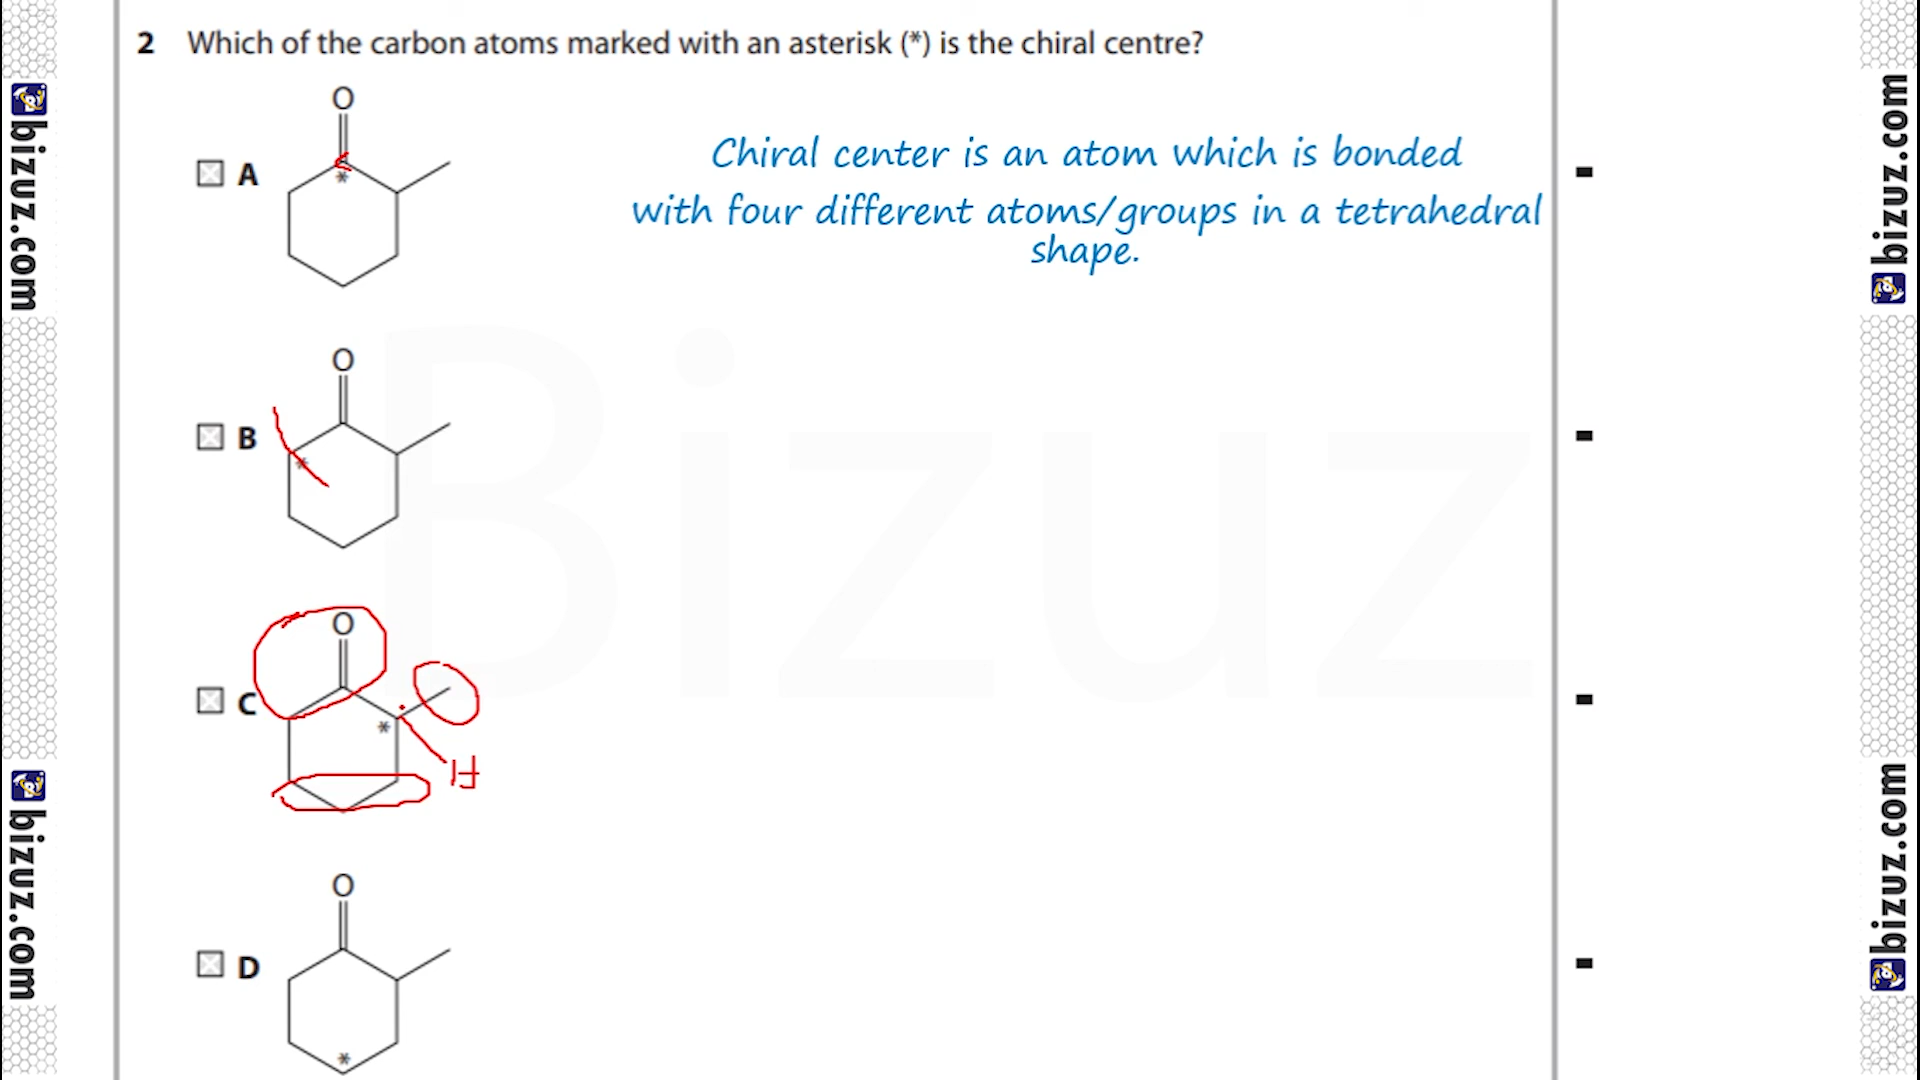 2 Which of the carbon atoms marked with an asterisk (*) is the chiral centre?
O
*
A
Chiral center is an atom which is bonded
with four different atoms/groups in a tetrahedral
shape.
O
*
B
O
*
C
H
O
*
D
Bizuz
bizuz.com
bizuz.com
bizuz.com
bizuz.com